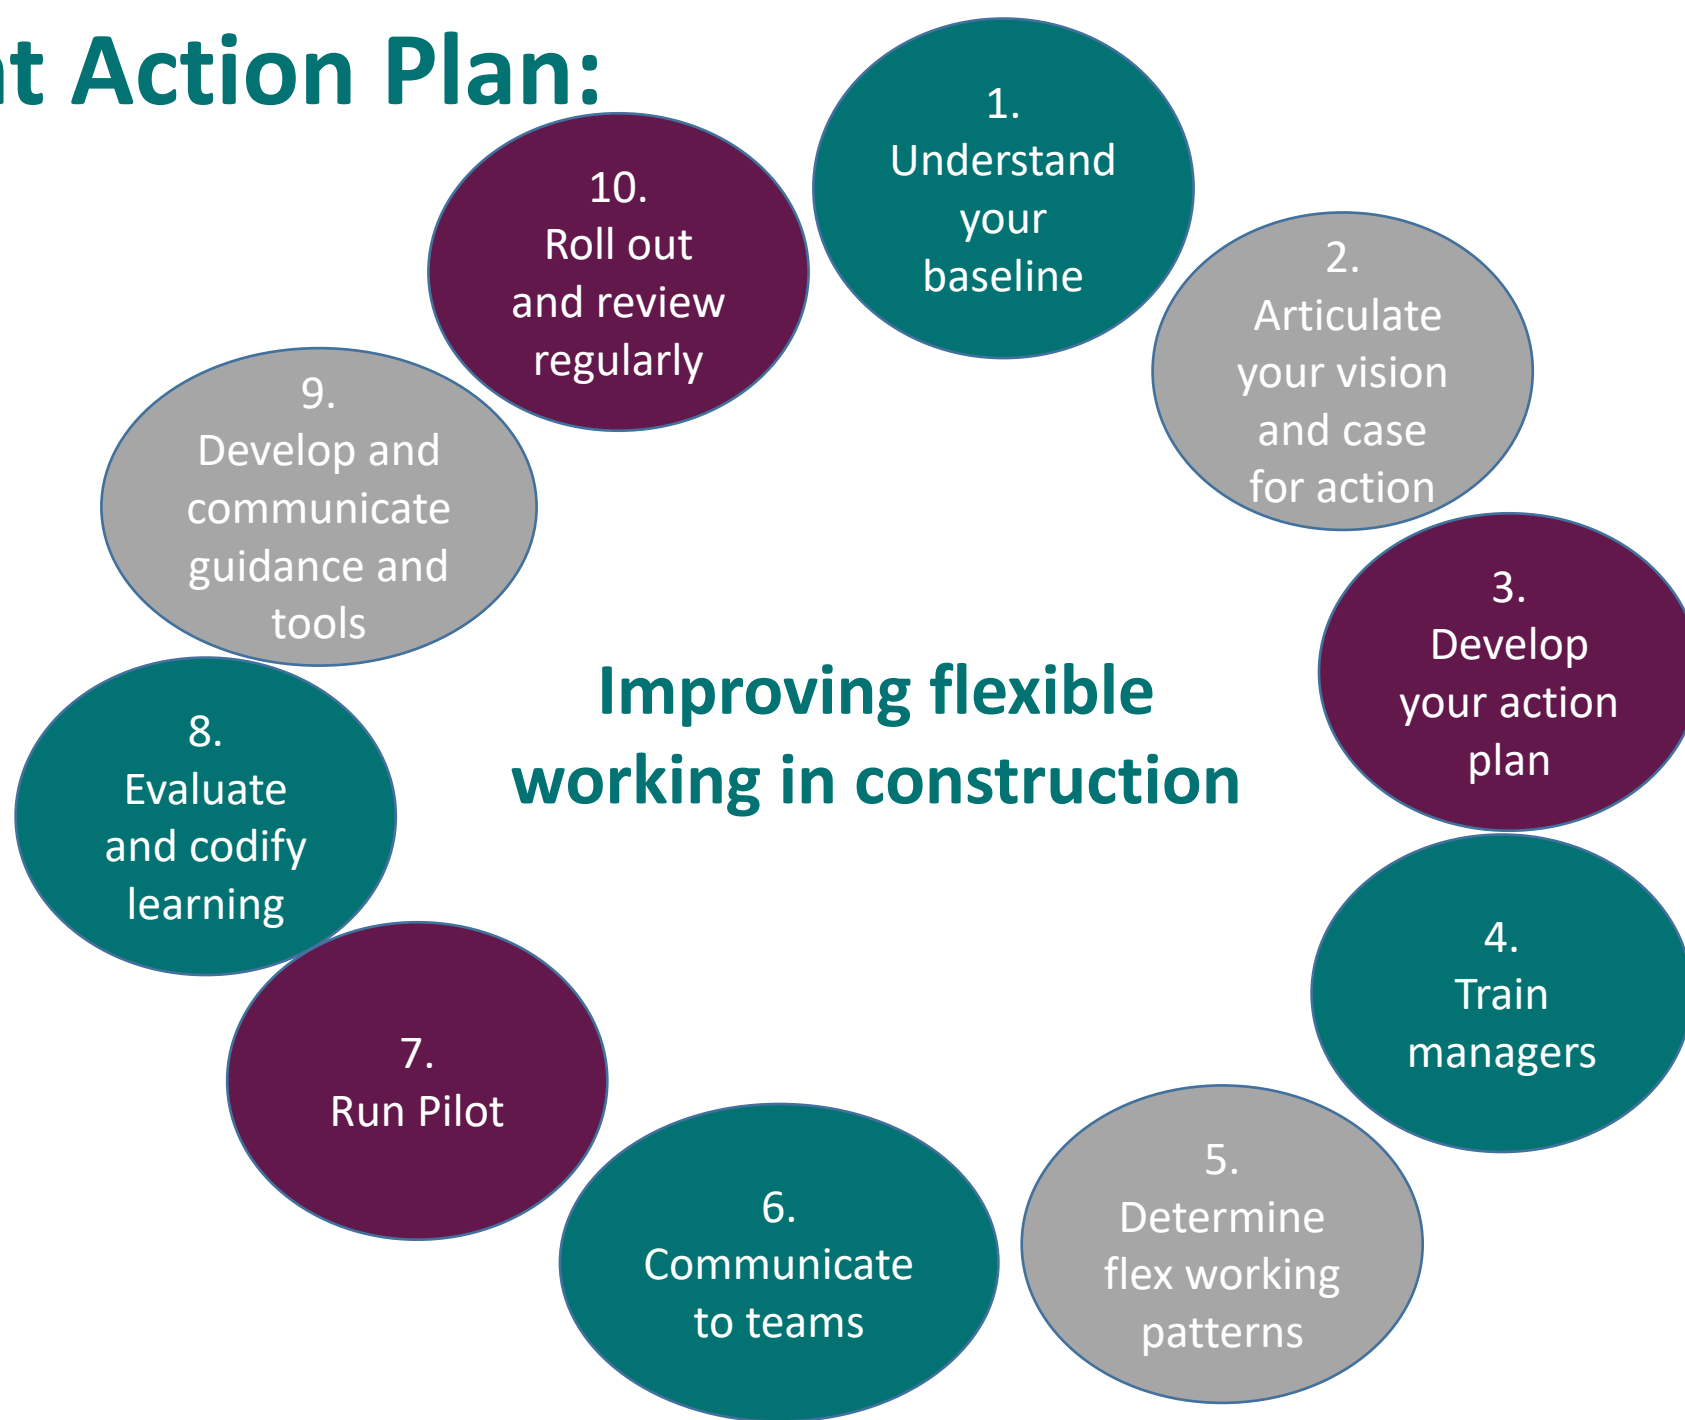 Action Plan:
1.
Understand
your
baseline
2.
Articulate
your vision
and case
for action
3.
Develop
your action
plan
4.
Train
managers
5.
Determine
flex working
patterns
6.
Communicate
to teams
7.
Run Pilot
8.
Evaluate
and codify
learning
9.
Develop and
communicate
guidance and
tools
10.
Roll out
and review
regularly
Improving flexible
working in construction